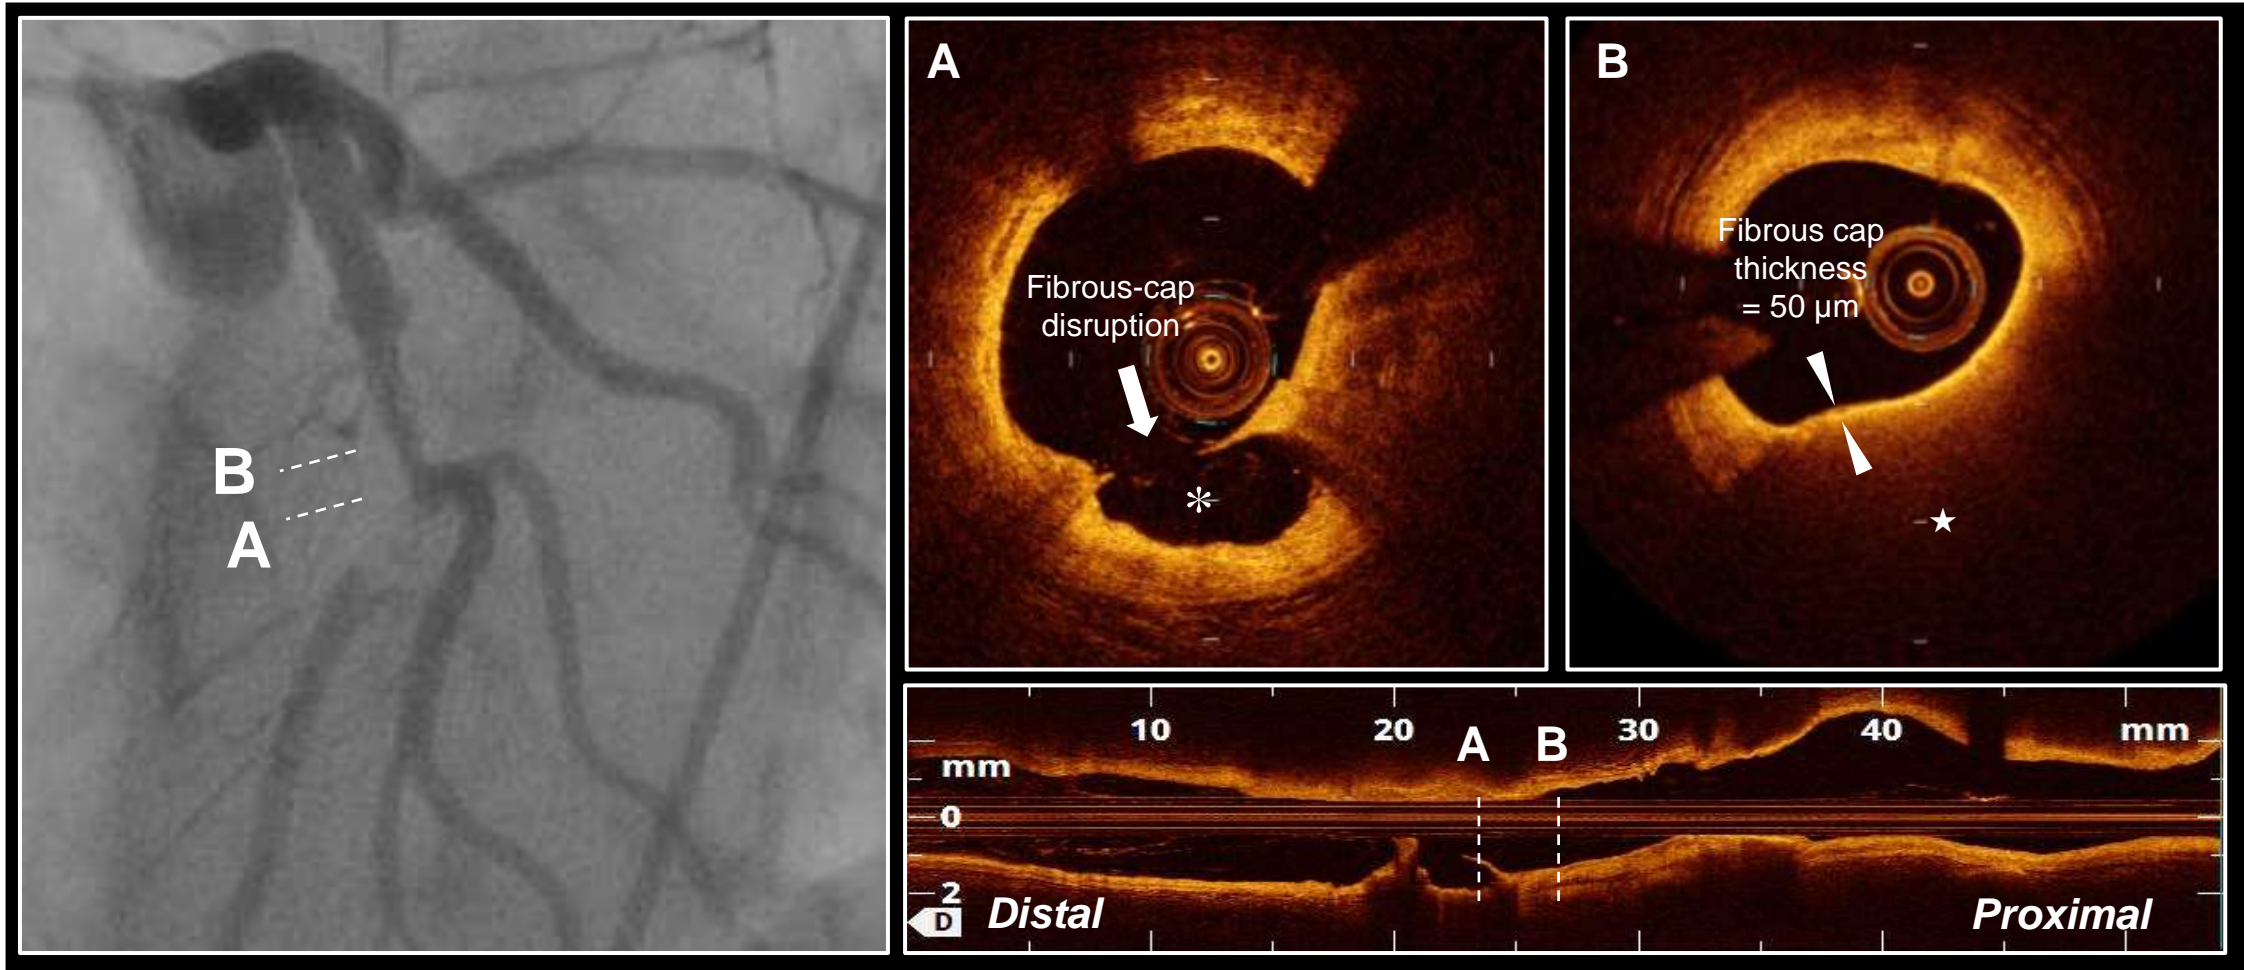 B
A
A
Fibrous-cap
disruption
*
B
Fibrous cap
thickness
= 50 µm
★
10 20 30 40 mm
A B
mm
0
2
D
Distal
Proximal